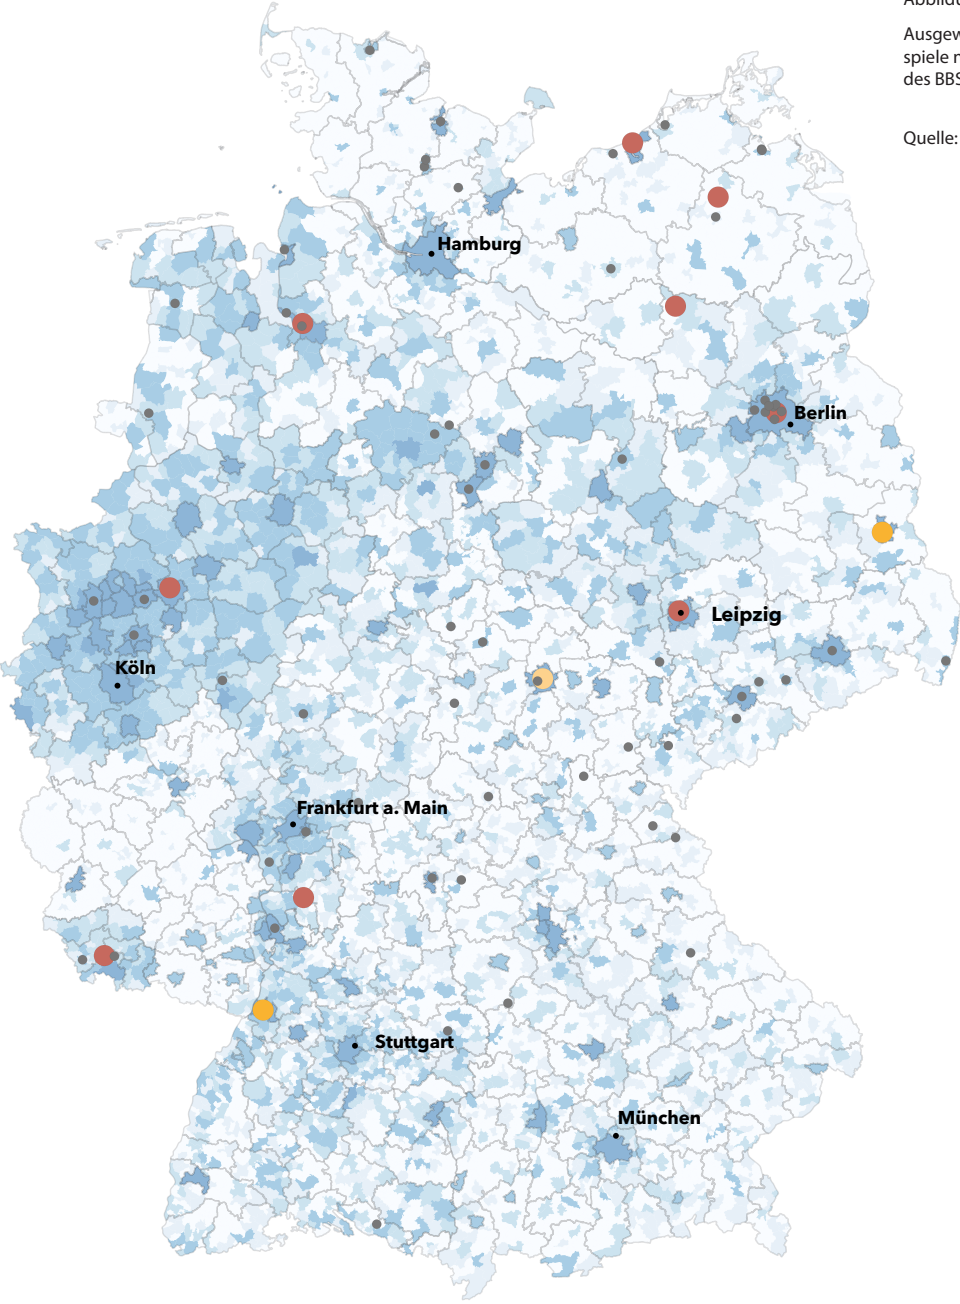 Ausgew
spiele n
des BBS
Quelle:
Hamburg
Berlin
Leipzig
Köln
Frankfurt a. Main
Stuttgart
München